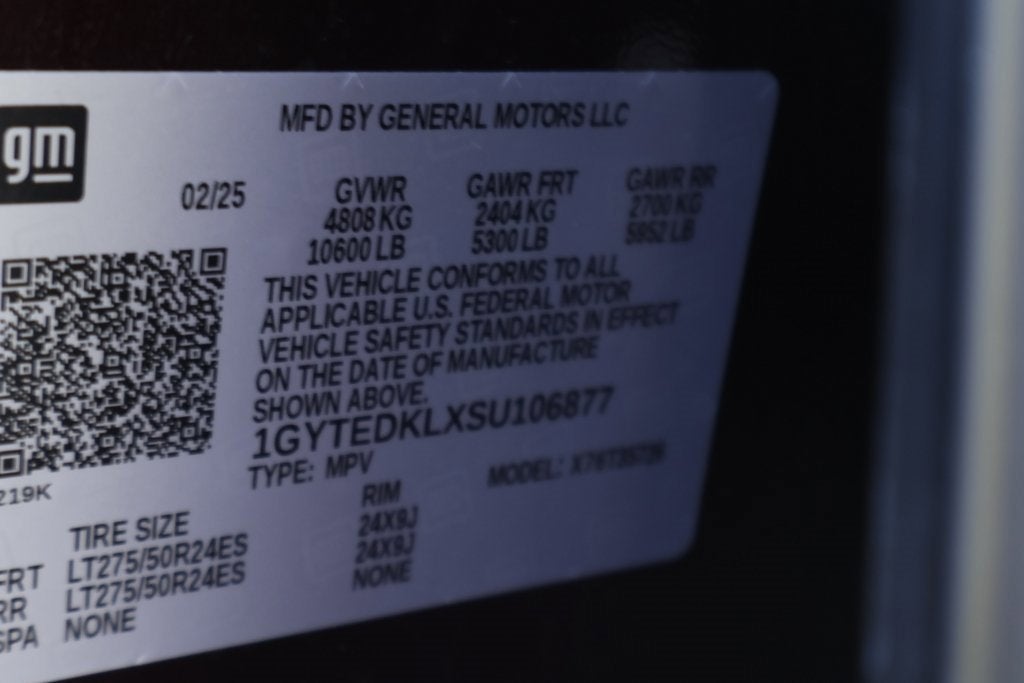 gm
MFD BY GENERAL MOTORS LLC
02/25 GVWR GAWR FRT GAWR RR
4808 KG 2404 KG 2700 KG
10600 LB 5300 LB 5952 LB
THIS VEHICLE CONFORMS TO ALL
APPLICABLE U.S. FEDERAL MOTOR
VEHICLE SAFETY STANDARDS IN EFFECT
ON THE DATE OF MANUFACTURE
SHOWN ABOVE.
1GYTEDKLXSU106877
TYPE: MPV MODEL:
219K
TIRE SIZE RIM
FRT LT275/50R24ES 24X9J
RR LT275/50R24ES 24X9J
SPA NONE NONE